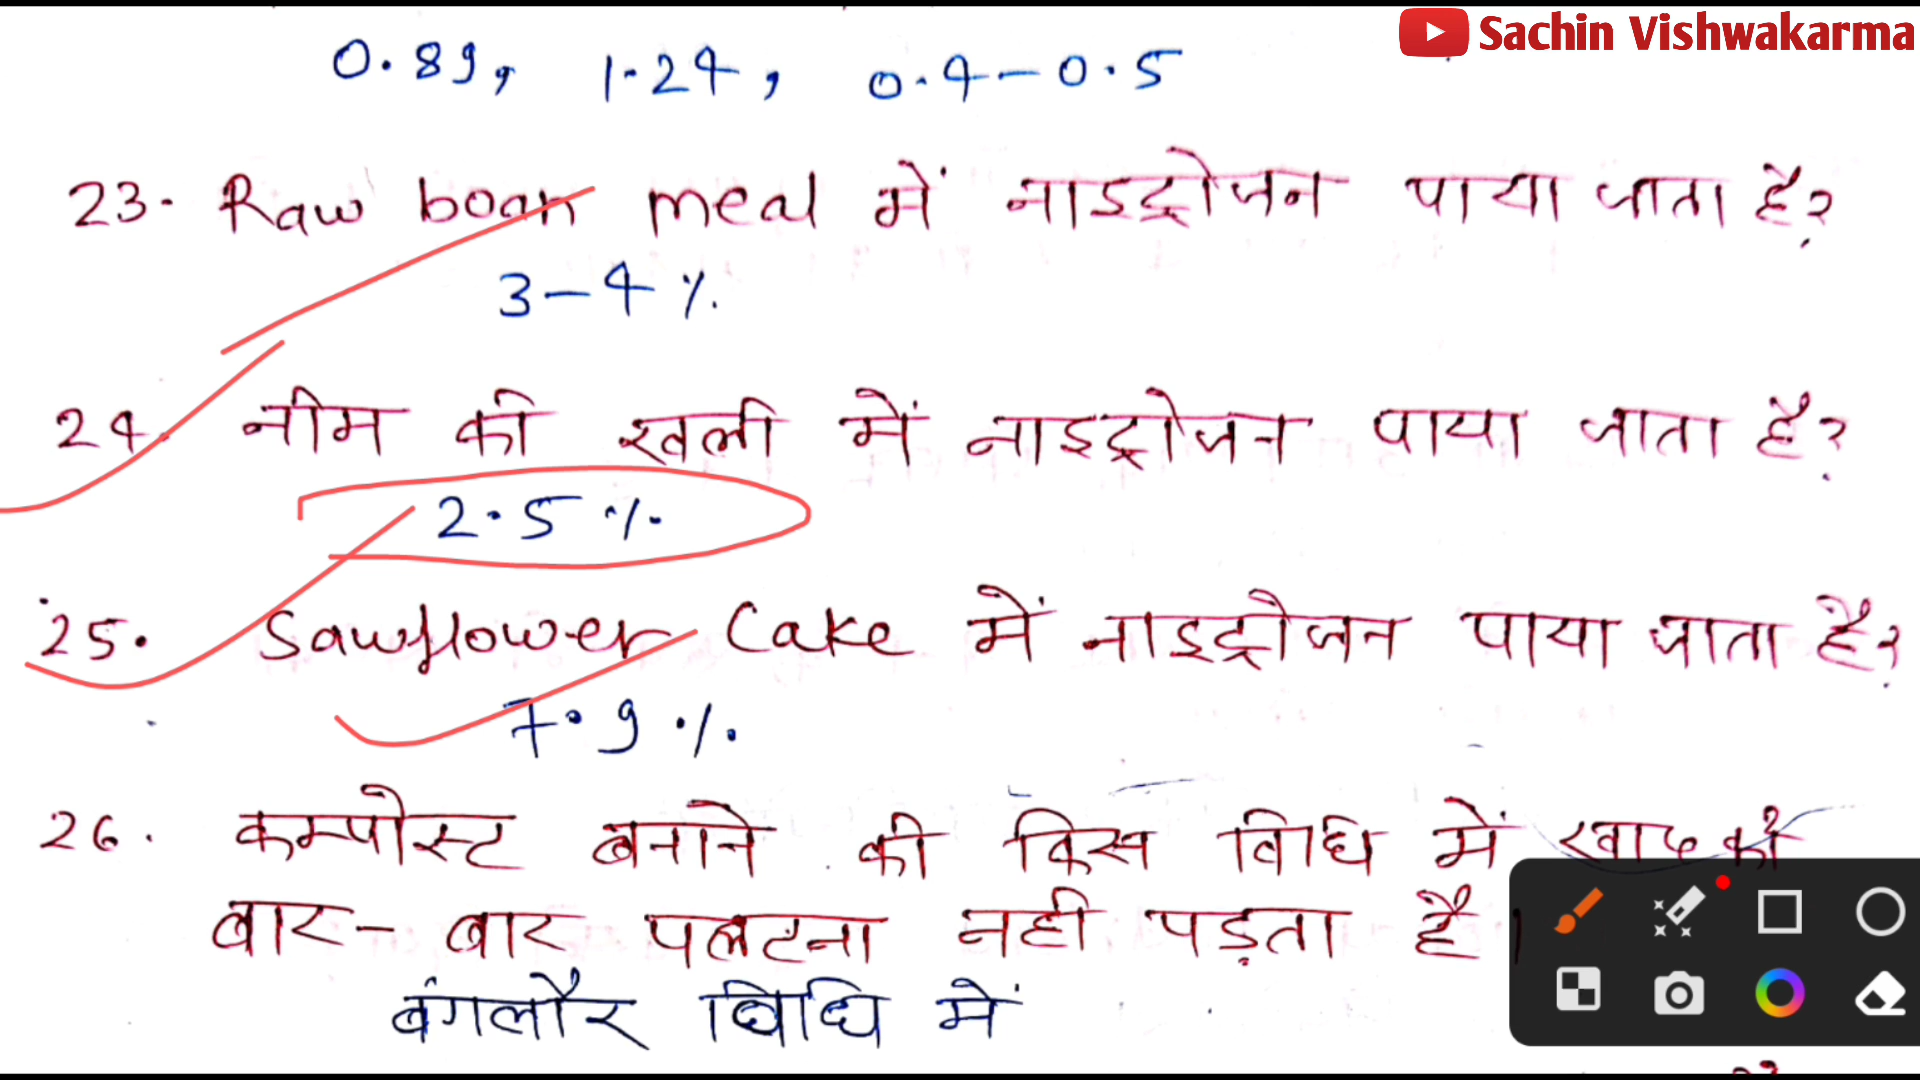 Sachin Vishwakarma
0.89, 1.24, 0.4-0.5
23. Raw boan meal में नाइट्रोजन पाया जाता है?
3-4%
24. नीम की खली में नाइट्रोजन पाया जाता है?
2.5%
25. Sawflower Cake में नाइट्रोजन पाया जाता है?
7.9%
26. कम्पोस्ट बनाने की किस विधि में खाद को
बार-बार पलटना नही पड़ता है।
बंगलौर विधि में